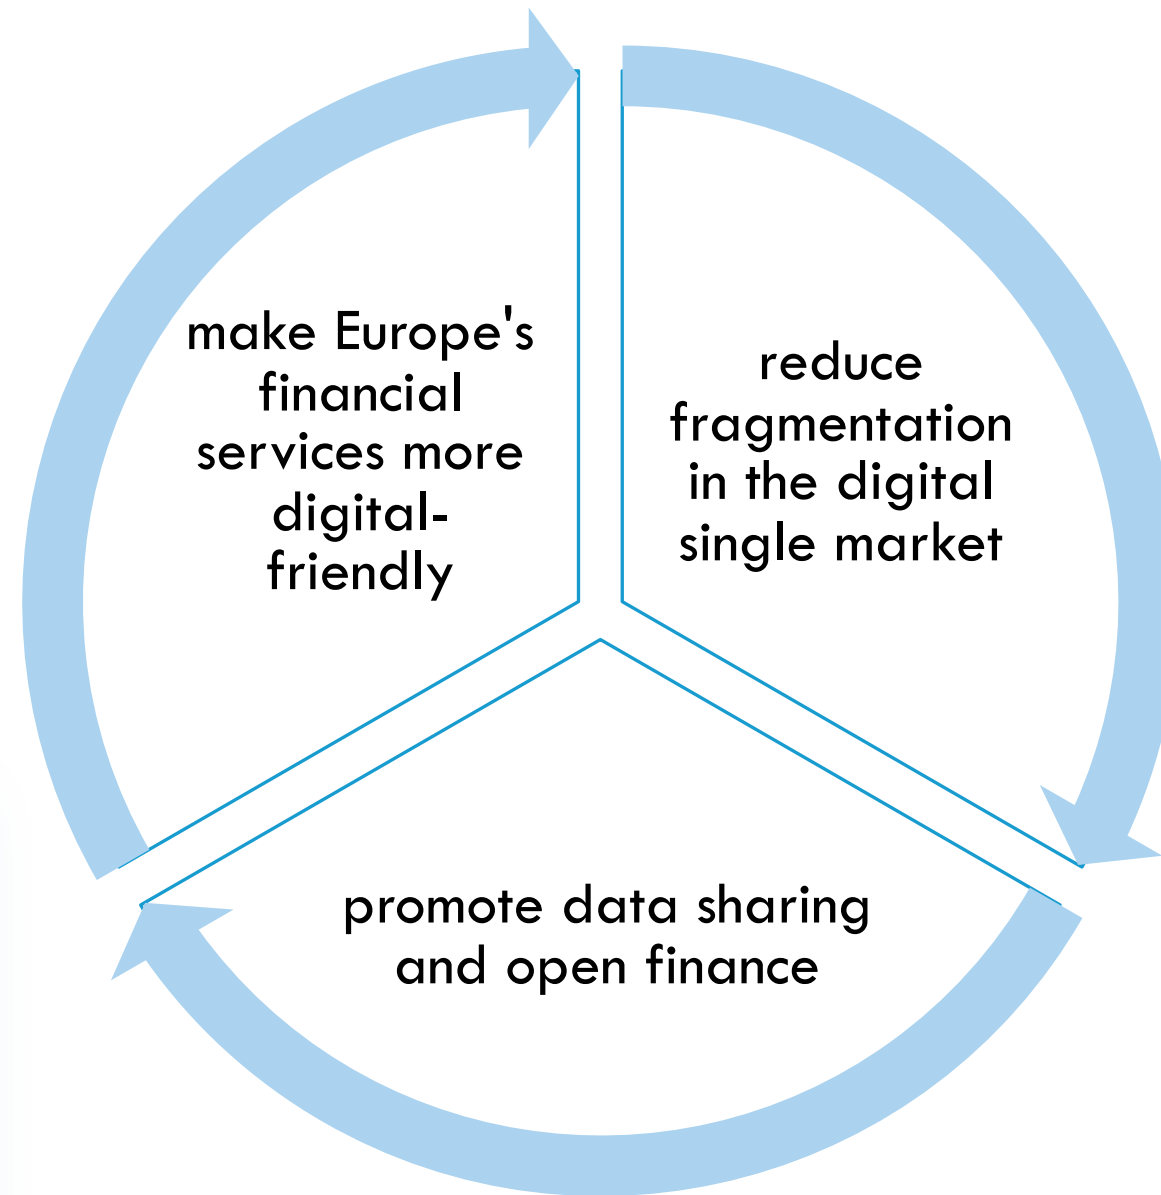 make Europe's
financial
services more
digital-
friendly
reduce
fragmentation
in the digital
single market
promote data sharing
and open finance